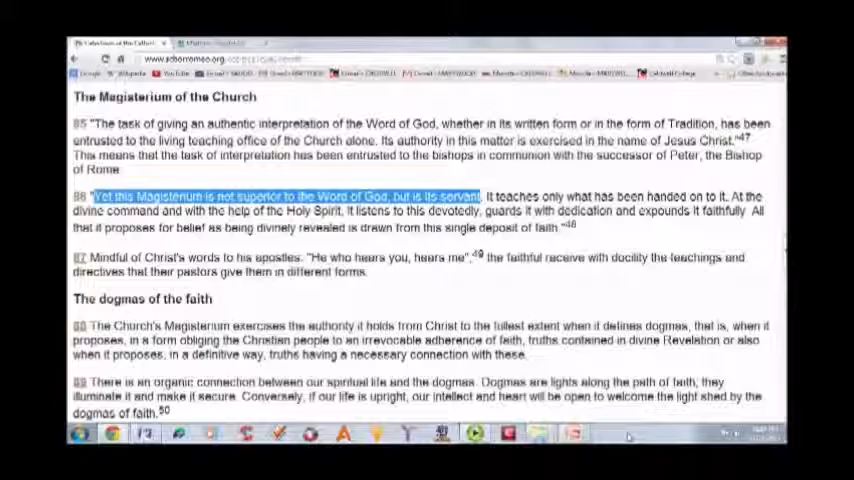 Catechism of the Cathol
www.scborromeo.org
Google Wikipedia YouTube
Caldwell College
The Magisterium of the Church
85 "The task of giving an authentic interpretation of the Word of God, whether in its written form or in the form of Tradition, has been
entrusted to the living teaching office of the Church alone. Its authority in this matter is exercised in the name of Jesus Christ."47
This means that the task of interpretation has been entrusted to the bishops in communion with the successor of Peter, the Bishop
of Rome
86 "Yet this Magisterium is not superior to the Word of God, but is its servant. It teaches only what has been handed on to it. At the
divine command and with the help of the Holy Spirit, it listens to this devotedly, guards it with dedication and expounds it faithfully. All
that it proposes for belief as being divinely revealed is drawn from this single deposit of faith."48
87 Mindful of Christ's words to his apostles: "He who hears you, hears me",49 the faithful receive with docility the teachings and
directives that their pastors give them in different forms.
The dogmas of the faith
88 The Church's Magisterium exercises the authority it holds from Christ to the fullest extent when it defines dogmas, that is, when it
proposes, in a form obliging the Christian people to an irrevocable adherence of faith, truths contained in divine Revelation or also
when it proposes, in a definitive way, truths having a necessary connection with these.
89 There is an organic connection between our spiritual life and the dogmas. Dogmas are lights along the path of faith; they
illuminate it and make it secure. Conversely, if our life is upright, our intellect and heart will be open to welcome the light shed by the
dogmas of faith.50